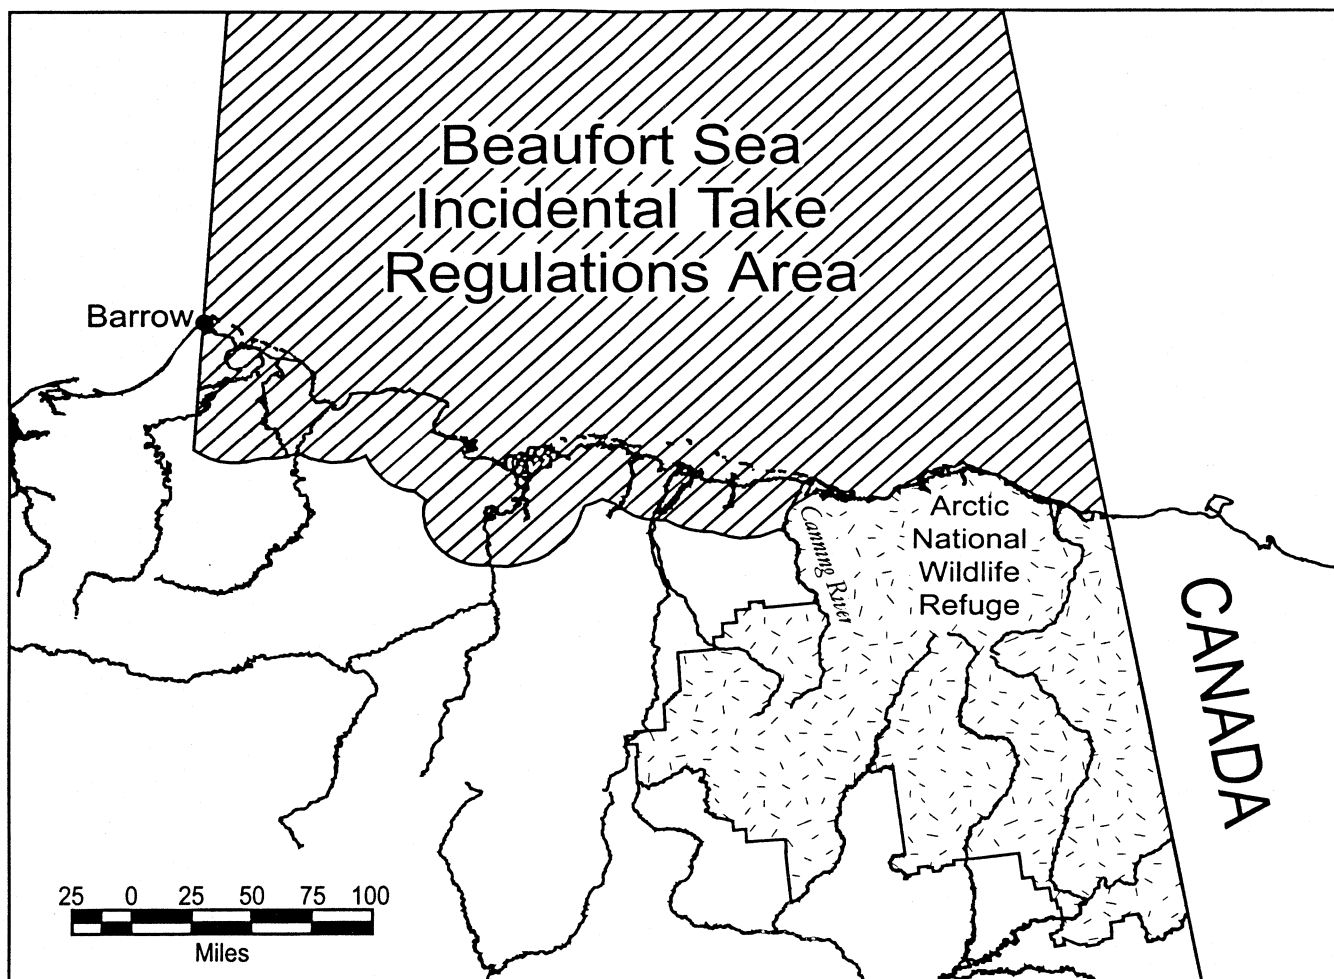 Beaufort Sea
Incidental Take
Regulations Area
Barrow
Arctic
National
Wildlife
Refuge
Canning River
CANADA
25 0 25 50 75 100
Miles